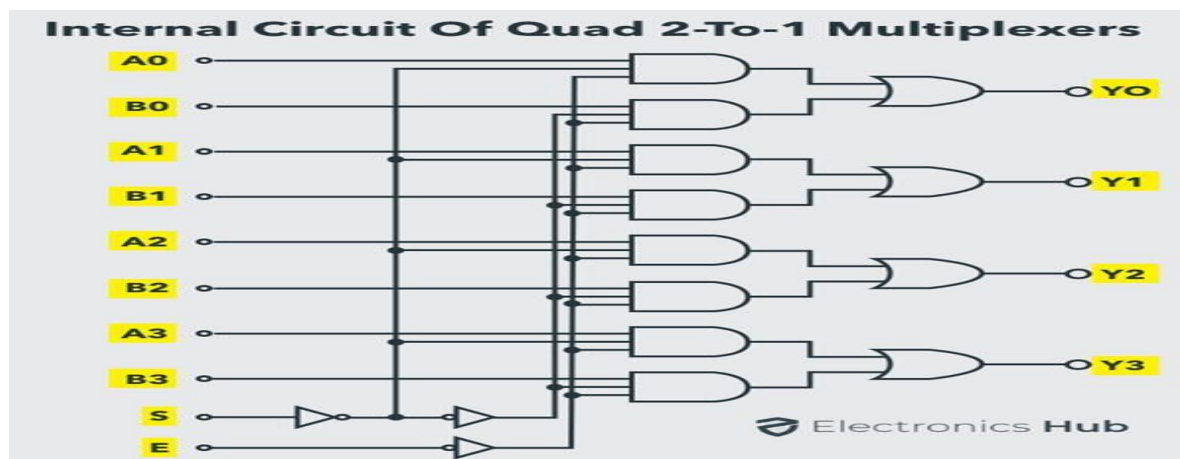 Internal Circuit Of Quad 2-To-1 Multiplexers
A0
B0
A1
B1
A2
B2
A3
B3
S
E
YO
Y1
Y2
Y3
Electronics Hub